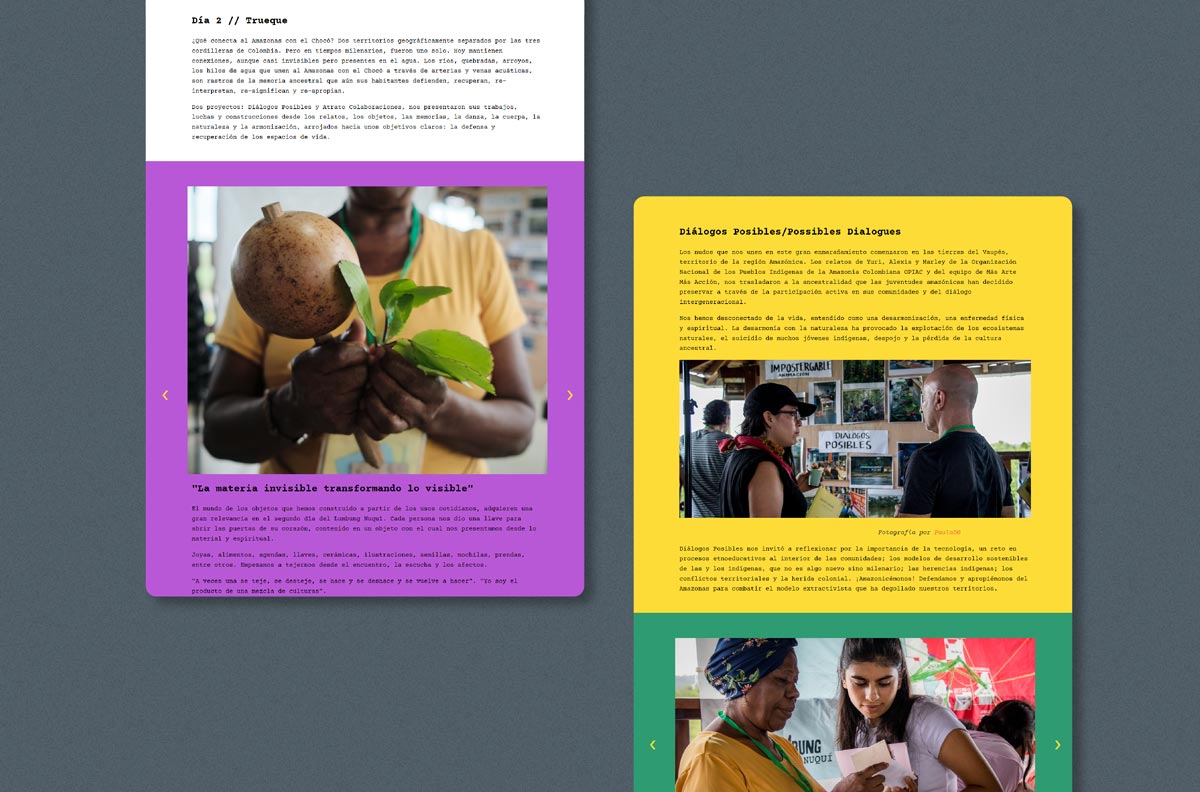 Día 2 // Trueque
¿Qué conecta al Amazonas con el Chocó? Dos territorios geográficamente separados por las tres
cordilleras de Colombia. Pero en tiempos milenarios, fueron uno solo. Hoy mantienen
conexiones, aunque casi invisibles pero presentes en el agua. Los ríos, quebradas, arroyos,
los hilos de agua que unen al Amazonas con el Chocó a través de arterias y venas acuáticas,
son rastros de la memoria ancestral que aún sus habitantes defienden, recuperan, re-
interpretan, re-significan y re-apropian.
Dos proyectos: Diálogos Posibles y Atrato Colaboraciones, nos presentaron sus trabajos,
luchas y construcciones desde los relatos, los objetos, las memorias, la danza, la cuerpa, la
naturaleza y la armonización, arrojados hacia unos objetivos claros: la defensa y
recuperación de los espacios de vida.
‹
›
"La materia invisible transformando lo visible"
El mundo de los objetos que hemos construido a partir de los usos cotidianos, adquieren una
gran relevancia en el segundo día del Lumbung Nuquí. Cada persona nos dio una llave para
abrir las puertas de su corazón, contenido en un objeto con el cual nos presentamos desde lo
material y espiritual.
Joyas, alimentos, agendas, llaves, cerámicas, ilustraciones, semillas, mochilas, prendas,
entre otros. Empezamos a tejernos desde el encuentro, la escucha y los afectos.
"A veces uno se teje, se desteje, se hace y se deshace y se vuelve a hacer". "Yo soy el
producto de una mezcla de culturas".
Diálogos Posibles/Possibles Dialogues
Los nudos que nos unen en este gran enmarañamiento comenzaron en las tierras del Vaupés,
territorio de la región Amazónica. Los relatos de Yuri, Alexis y Marley de la Organización
Nacional de los Pueblos Indígenas de la Amazonía Colombiana OPIAC y del equipo de Más Arte
Más Acción, nos trasladaron a la ancestralidad que las juventudes amazónicas han decidido
preservar a través de la participación activa en sus comunidades y del diálogo
intergeneracional.
Nos hemos desconectado de la vida, entendido como una desarmonización, una enfermedad física
y espiritual. La desarmonía con la naturaleza ha provocado la explotación de los ecosistemas
naturales, el suicidio de muchos jóvenes indígenas, despojo y la pérdida de la cultura
ancestral.
IMPOSTERGABLE
ANIMACIÓN
DIALOGOS
POSIBLES
Fotografía por
Diálogos Posibles nos invitó a reflexionar por la importancia de la tecnología, un reto en
procesos etnoeducativos al interior de las comunidades; los modelos de desarrollo sostenibles
de las y los indígenas, que no es algo nuevo sino milenario; las herencias indígenas; los
conflictos territoriales y la herida colonial. ¡Amazonicémonos! Defendamos y apropiémonos del
Amazonas para combatir el modelo extractivista que ha degollado nuestros territorios.
‹
›
NUQUÍ